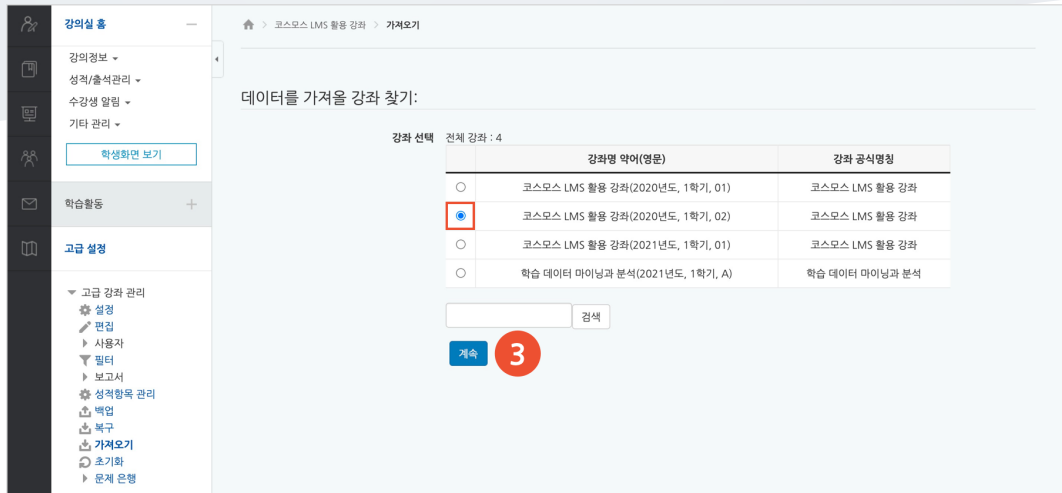 강의실 홈
강의정보
성적/출석관리
수강생 알림
기타 관리
학생화면 보기
학습활동
고급 설정
고급 강좌 관리
설정
편집
사용자
필터
보고서
성적항목 관리
백업
복구
가져오기
초기화
문제 은행
> 코스모스 LMS 활용 강좌 > 가져오기
데이터를 가져올 강좌 찾기:
강좌 선택 전체 강좌 : 4
강좌명 약어(영문) 강좌 공식명칭
코스모스 LMS 활용 강좌(2020년도, 1학기, 01) 코스모스 LMS 활용 강좌
코스모스 LMS 활용 강좌(2020년도, 1학기, 02) 코스모스 LMS 활용 강좌
코스모스 LMS 활용 강좌(2021년도, 1학기, 01) 코스모스 LMS 활용 강좌
학습 데이터 마이닝과 분석(2021년도, 1학기, A) 학습 데이터 마이닝과 분석
검색
계속 3